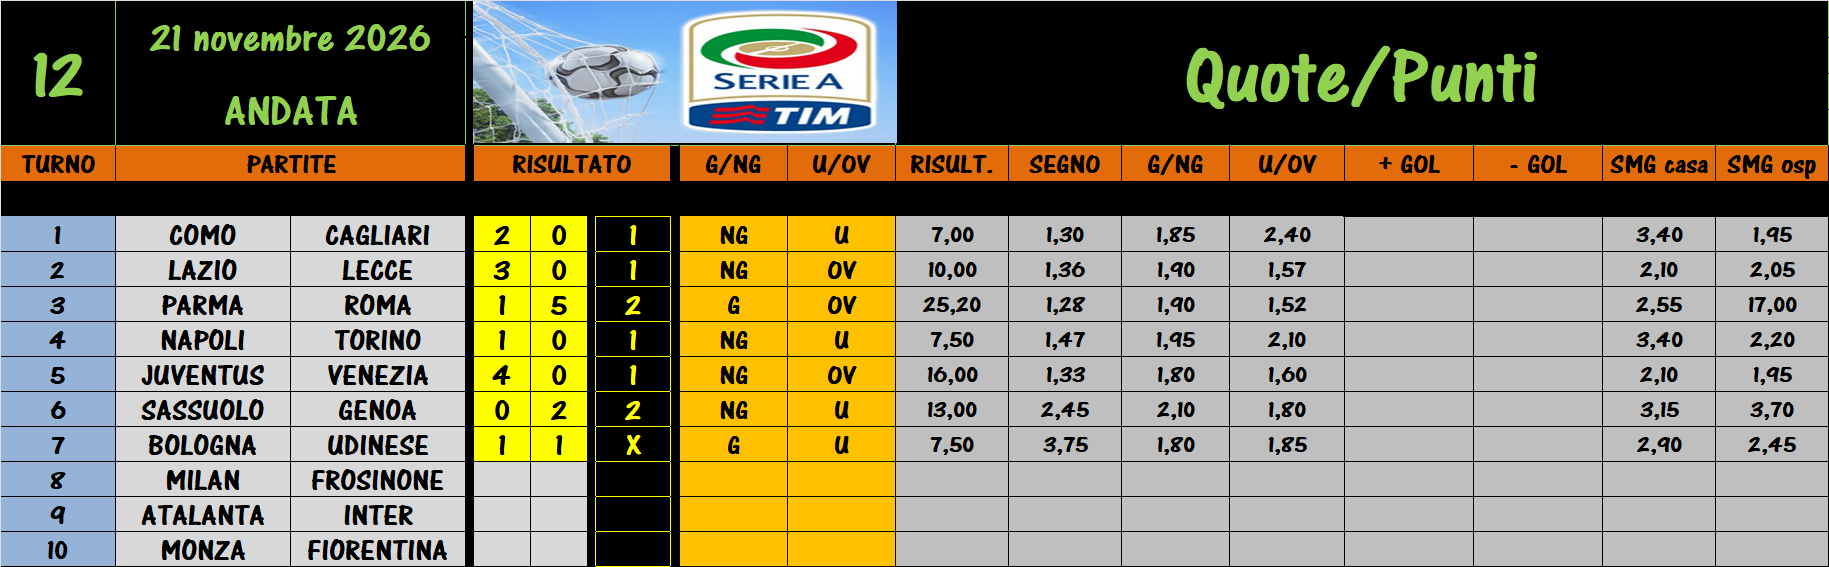 12
21 novembre 2026
ANDATA
SERIE A
TIM
Quote/Punti
TURNO PARTITE RISULTATO G/NG U/OV RISULT. SEGNO G/NG U/OV + GOL - GOL SMG casa SMG osp
1 COMO CAGLIARI 2 0 1 NG U 7,00 1,30 1,85 2,40 3,40 1,95
2 LAZIO LECCE 3 0 1 NG OV 10,00 1,36 1,90 1,57 2,10 2,05
3 PARMA ROMA 1 5 2 G OV 25,20 1,28 1,90 1,52 2,55 17,00
4 NAPOLI TORINO 1 0 1 NG U 7,50 1,47 1,95 2,10 3,40 2,20
5 JUVENTUS VENEZIA 4 0 1 NG OV 16,00 1,33 1,80 1,60 2,10 1,95
6 SASSUOLO GENOA 0 2 2 NG U 13,00 2,45 2,10 1,80 3,15 3,70
7 BOLOGNA UDINESE 1 1 X G U 7,50 3,75 1,80 1,85 2,90 2,45
8 MILAN FROSINONE
9 ATALANTA INTER
10 MONZA FIORENTINA